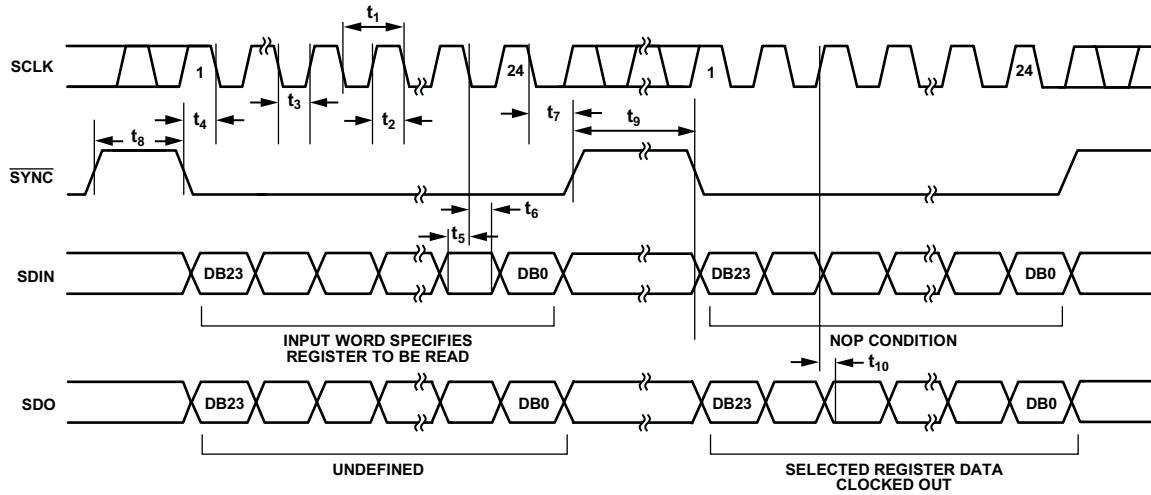 t1
SCLK
1
24
1
24
t3
t4
t2
t7
t9
t8
SYNC
t6
t5
SDIN
DB23
DB0
DB23
DB0
INPUT WORD SPECIFIES
REGISTER TO BE READ
NOP CONDITION
t10
SDO
DB23
DB0
DB23
DB0
UNDEFINED
SELECTED REGISTER DATA
CLOCKED OUT